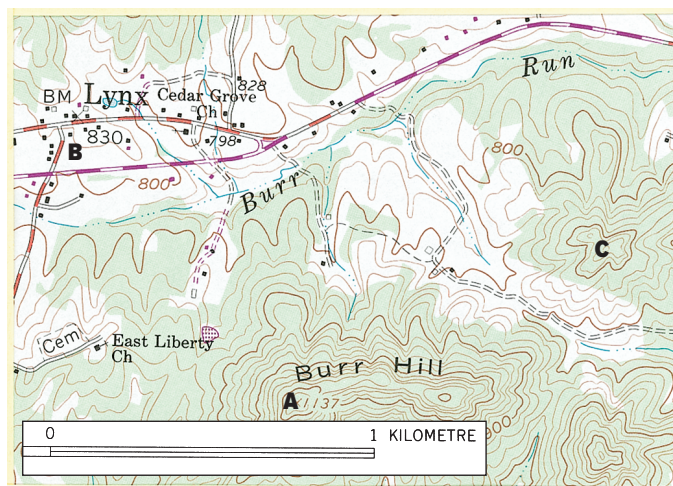 Run
828
BM Lynx Cedar Grove
Ch
830
798
B
800
800
Burr
C
Cem
East Liberty
Ch
Burr Hill
A 1137
0 1 KILOMETRE